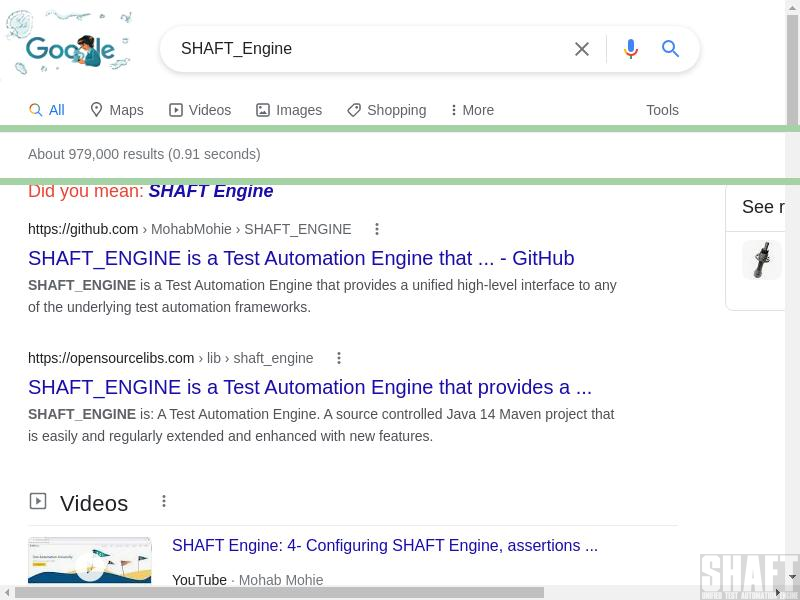 Google
SHAFT_Engine
All Maps Videos Images Shopping More Tools
About 979,000 results (0.91 seconds)
Did you mean: SHAFT Engine
https://github.com › MohabMohie › SHAFT_ENGINE
SHAFT_ENGINE is a Test Automation Engine that ... - GitHub
SHAFT_ENGINE is a Test Automation Engine that provides a unified high-level interface to any
of the underlying test automation frameworks.
See r
https://opensourcelibs.com › lib › shaft_engine
SHAFT_ENGINE is a Test Automation Engine that provides a ...
SHAFT_ENGINE is: A Test Automation Engine. A source controlled Java 14 Maven project that
is easily and regularly extended and enhanced with new features.
Videos
SHAFT Engine: 4- Configuring SHAFT Engine, assertions ...
YouTube · Mohab Mohie
SHAFT
UNIFIED TEST AUTOMATION ENGINE